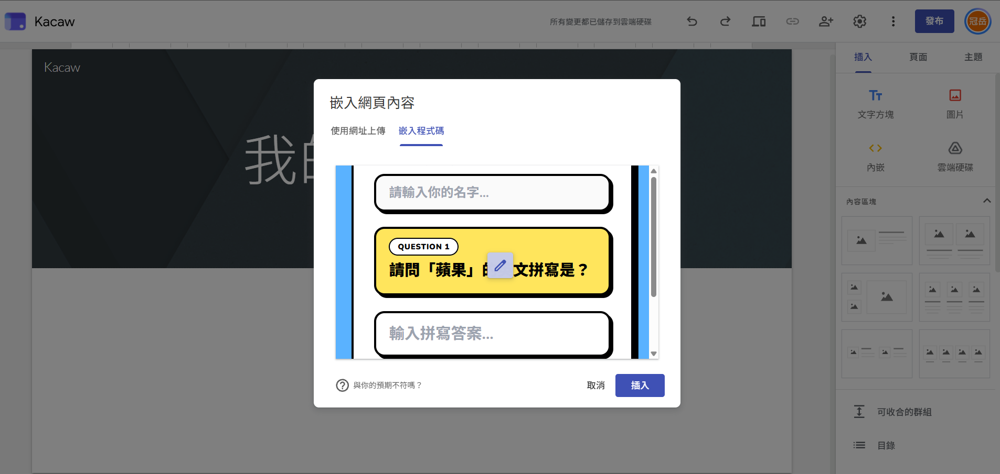 Kacaw
所有變更都已儲存到雲端硬碟
發布
冠岳
Kacaw
我
插入
頁面
主題
文字方塊
圖片
內嵌
雲端硬碟
內容區塊
可收合的群組
目錄
嵌入網頁內容
使用網址上傳
嵌入程式碼
請輸入你的名字...
QUESTION 1
請問「蘋果」的 文拼寫是？
輸入拼寫答案...
與你的預期不符嗎？
取消
插入